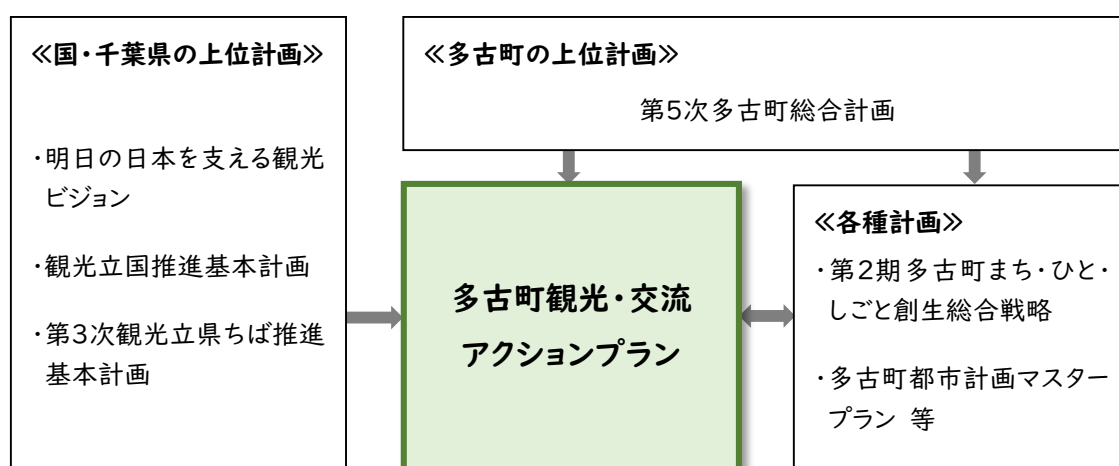 ≪国・千葉県の上位計画≫
・明日の日本を支える観光
ビジョン
・観光立国推進基本計画
・第3次観光立県ちば推進
基本計画
≪多古町の上位計画≫
第5次多古町総合計画
多古町観光・交流
アクションプラン
≪各種計画≫
・第2期多古町まち・ひと・
しごと創生総合戦略
・多古町都市計画マスター
プラン 等